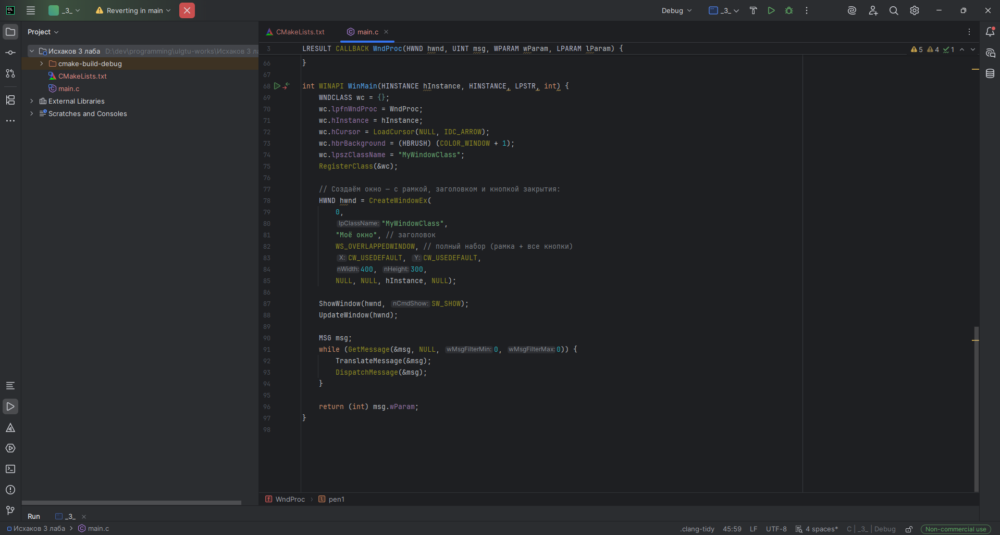 _3_ Reverting in main Debug _3_
Project
CMakeLists.txt main.c
Исхаков 3 лаба D:\dev\programming\ulgtu-works\Исхаков 3 ла
cmake-build-debug
CMakeLists.txt
main.c
External Libraries
Scratches and Consoles
3 LRESULT CALLBACK WndProc(HWND hwnd, UINT msg, WPARAM wParam, LPARAM lParam) {
5 4 1
66 }
67
68 int WINAPI WinMain(HINSTANCE hInstance, HINSTANCE, LPSTR, int) {
69 WNDCLASS wc = {};
70 wc.lpfnWndProc = WndProc;
71 wc.hInstance = hInstance;
72 wc.hCursor = LoadCursor(NULL, IDC_ARROW);
73 wc.hbrBackground = (HBRUSH) (COLOR_WINDOW + 1);
74 wc.lpszClassName = "MyWindowClass";
75 RegisterClass(&wc);
76
77 // Создаём окно — с рамкой, заголовком и кнопкой закрытия:
78 HWND hwnd = CreateWindowEx(
79 0,
80 lpClassName: "MyWindowClass",
81 "Моё окно", // заголовок
82 WS_OVERLAPPEDWINDOW, // полный набор (рамка + все кнопки)
83 X: CW_USEDEFAULT, Y: CW_USEDEFAULT,
84 nWidth: 400, nHeight: 300,
85 NULL, NULL, hInstance, NULL);
86
87 ShowWindow(hwnd, nCmdShow: SW_SHOW);
88 UpdateWindow(hwnd);
89
90 MSG msg;
91 while (GetMessage(&msg, NULL, wMsgFilterMin: 0, wMsgFilterMax: 0)) {
92 TranslateMessage(&msg);
93 DispatchMessage(&msg);
94 }
95
96 return (int) msg.wParam;
97 }
98
WndProc pen1
Run _3_
Исхаков 3 лаба main.c .clang-tidy 45:59 LF UTF-8 4 spaces* C | _3_ | Debug Non-commercial use